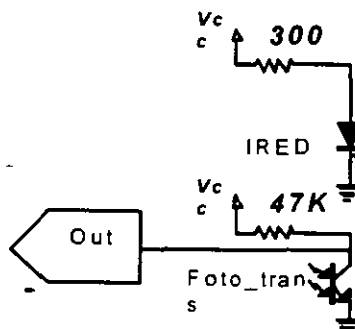 Vc
c
300
IRED
Vc
c
47K
Out
Foto_tran
s